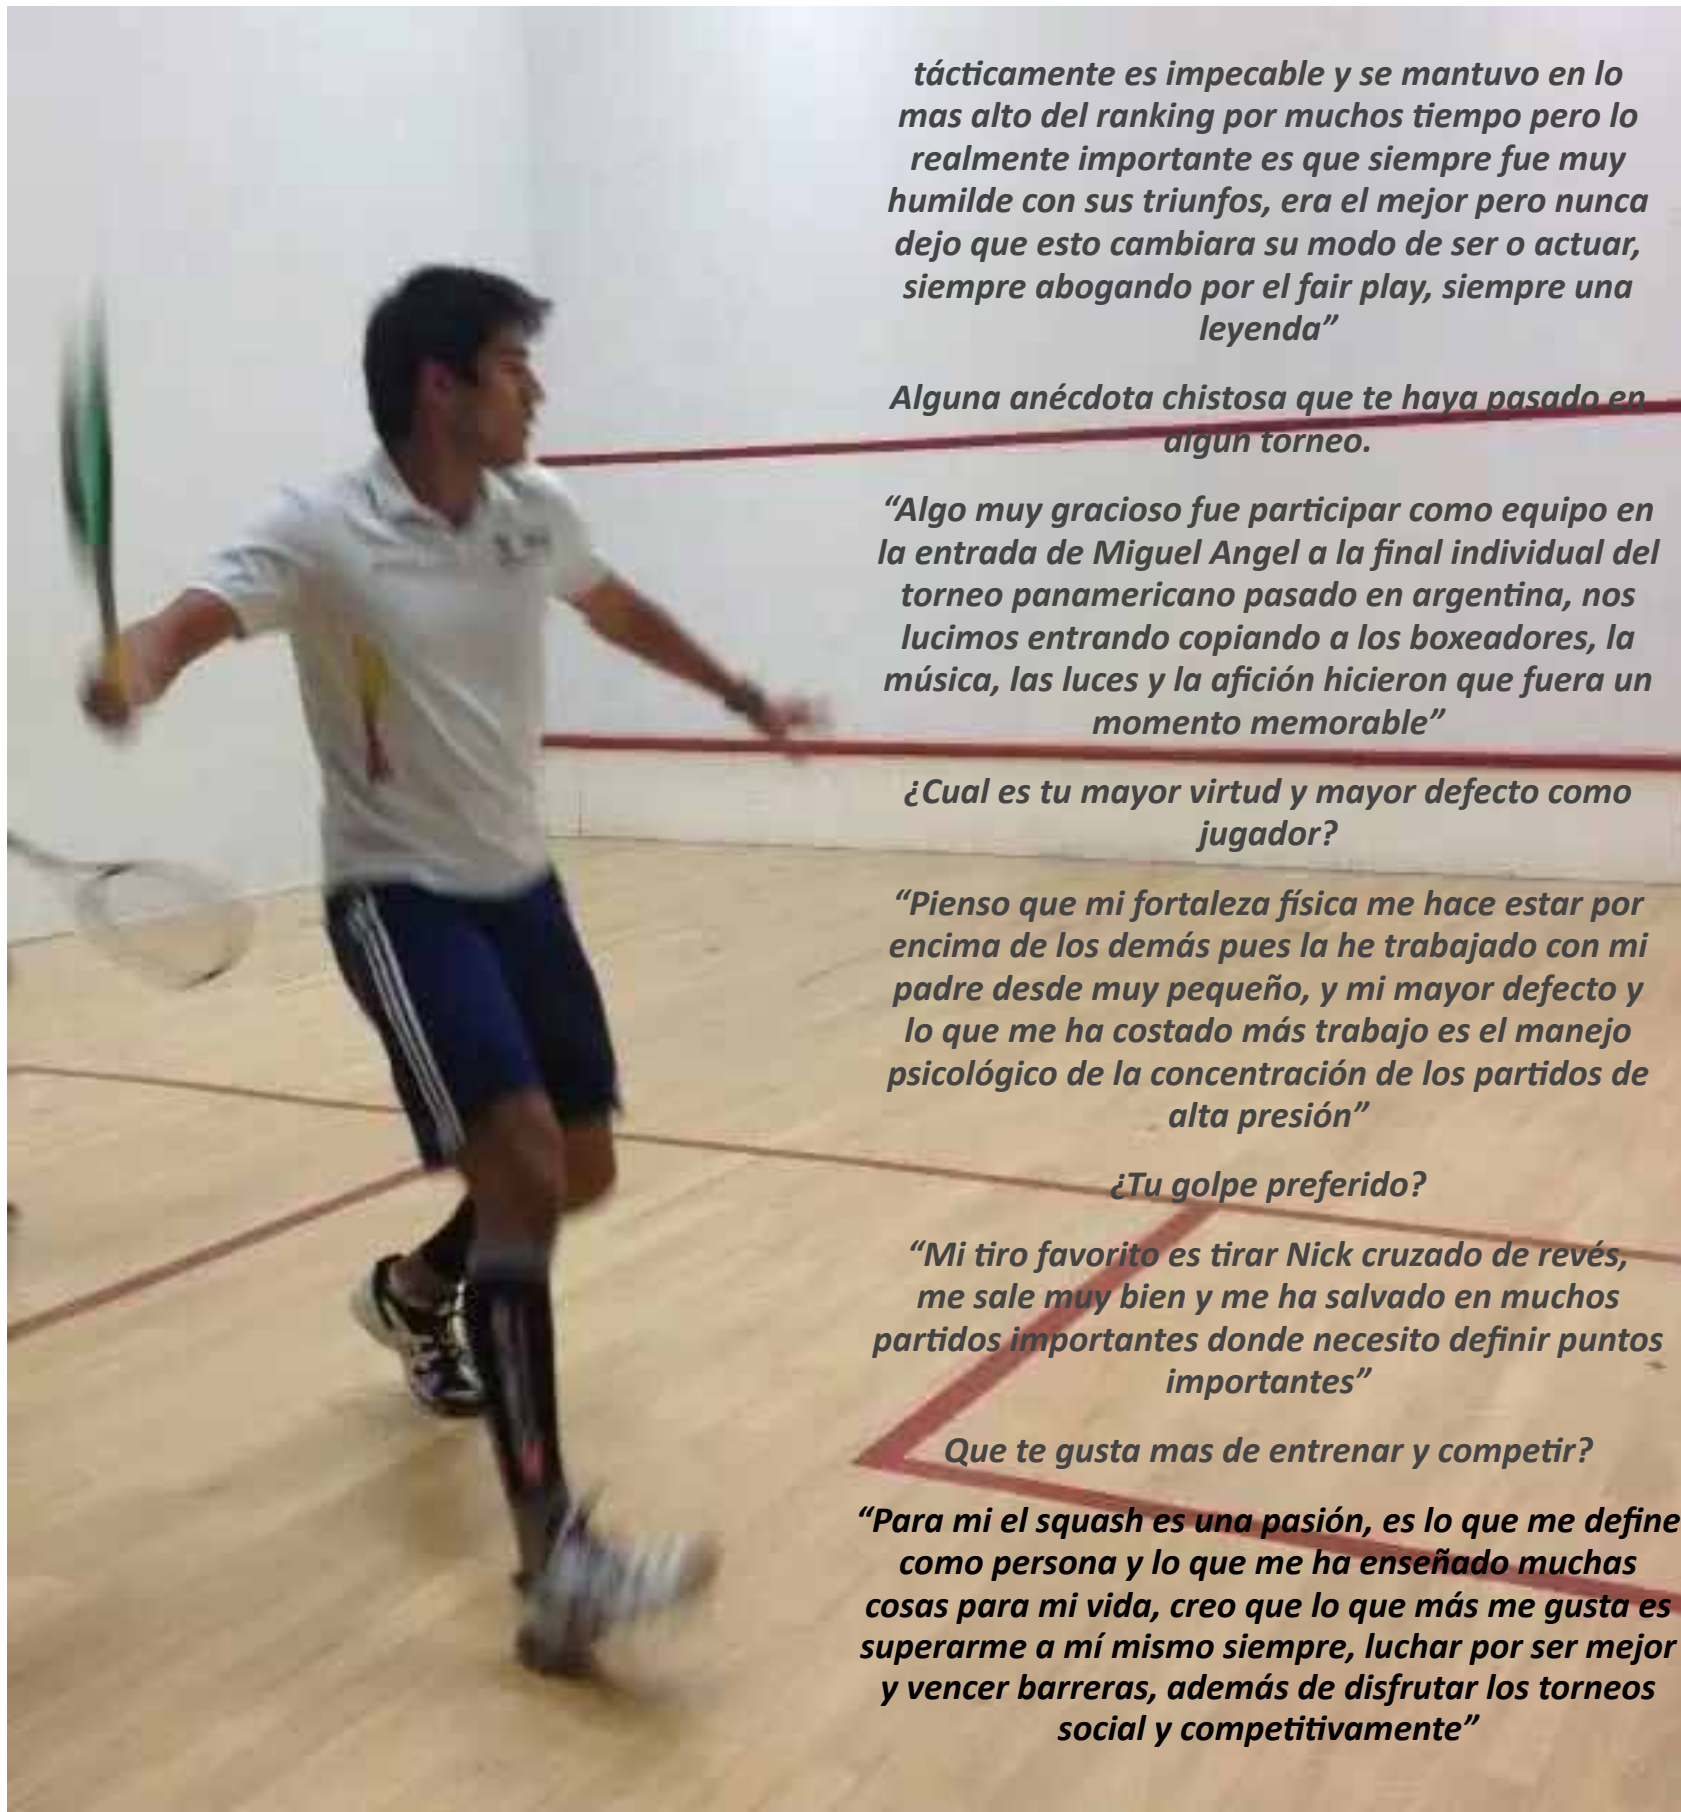 tácticamente es impecable y se mantuvo en lo
mas alto del ranking por muchos tiempo pero lo
realmente importante es que siempre fue muy
humilde con sus triunfos, era el mejor pero nunca
dejo que esto cambiara su modo de ser o actuar,
siempre abogando por el fair play, siempre una
leyenda”
Alguna anécdota chistosa que te haya pasado en
algún torneo.
“Algo muy gracioso fue participar como equipo en
la entrada de Miguel Angel a la final individual del
torneo panamericano pasado en argentina, nos
lucimos entrando copiando a los boxeadores, la
música, las luces y la afición hicieron que fuera un
momento memorable”
¿Cual es tu mayor virtud y mayor defecto como
jugador?
“Pienso que mi fortaleza física me hace estar por
encima de los demás pues la he trabajado con mi
padre desde muy pequeño, y mi mayor defecto y
lo que me ha costado más trabajo es el manejo
psicológico de la concentración de los partidos de
alta presión”
¿Tu golpe preferido?
“Mi tiro favorito es tirar Nick cruzado de revés,
me sale muy bien y me ha salvado en muchos
partidos importantes donde necesito definir puntos
importantes”
Que te gusta mas de entrenar y competir?
“Para mi el squash es una pasión, es lo que me define
como persona y lo que me ha enseñado muchas
cosas para mi vida, creo que lo que más me gusta es
superarme a mí mismo siempre, luchar por ser mejor
y vencer barreras, además de disfrutar los torneos
social y competitivamente”